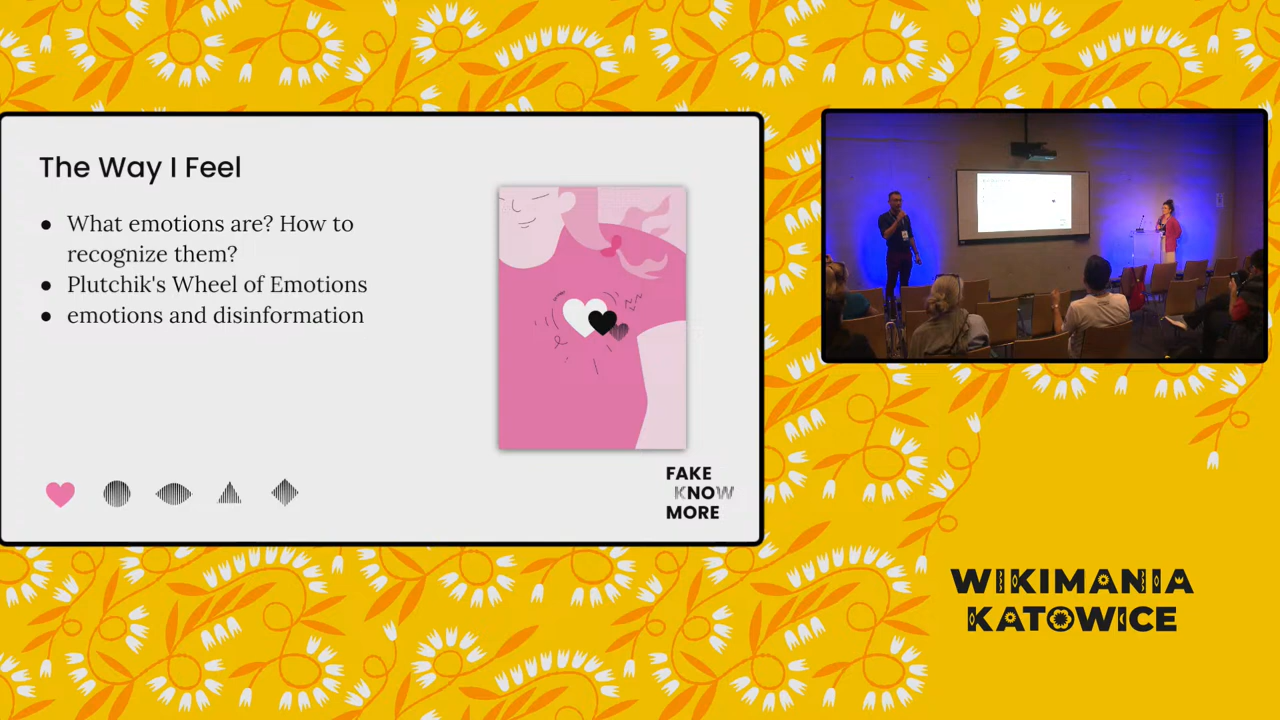 The Way I Feel
What emotions are? How to
recognize them?
Plutchik's Wheel of Emotions
emotions and disinformation
FAKE
KNOW
MORE
WIKIMANIA
KATOWICE